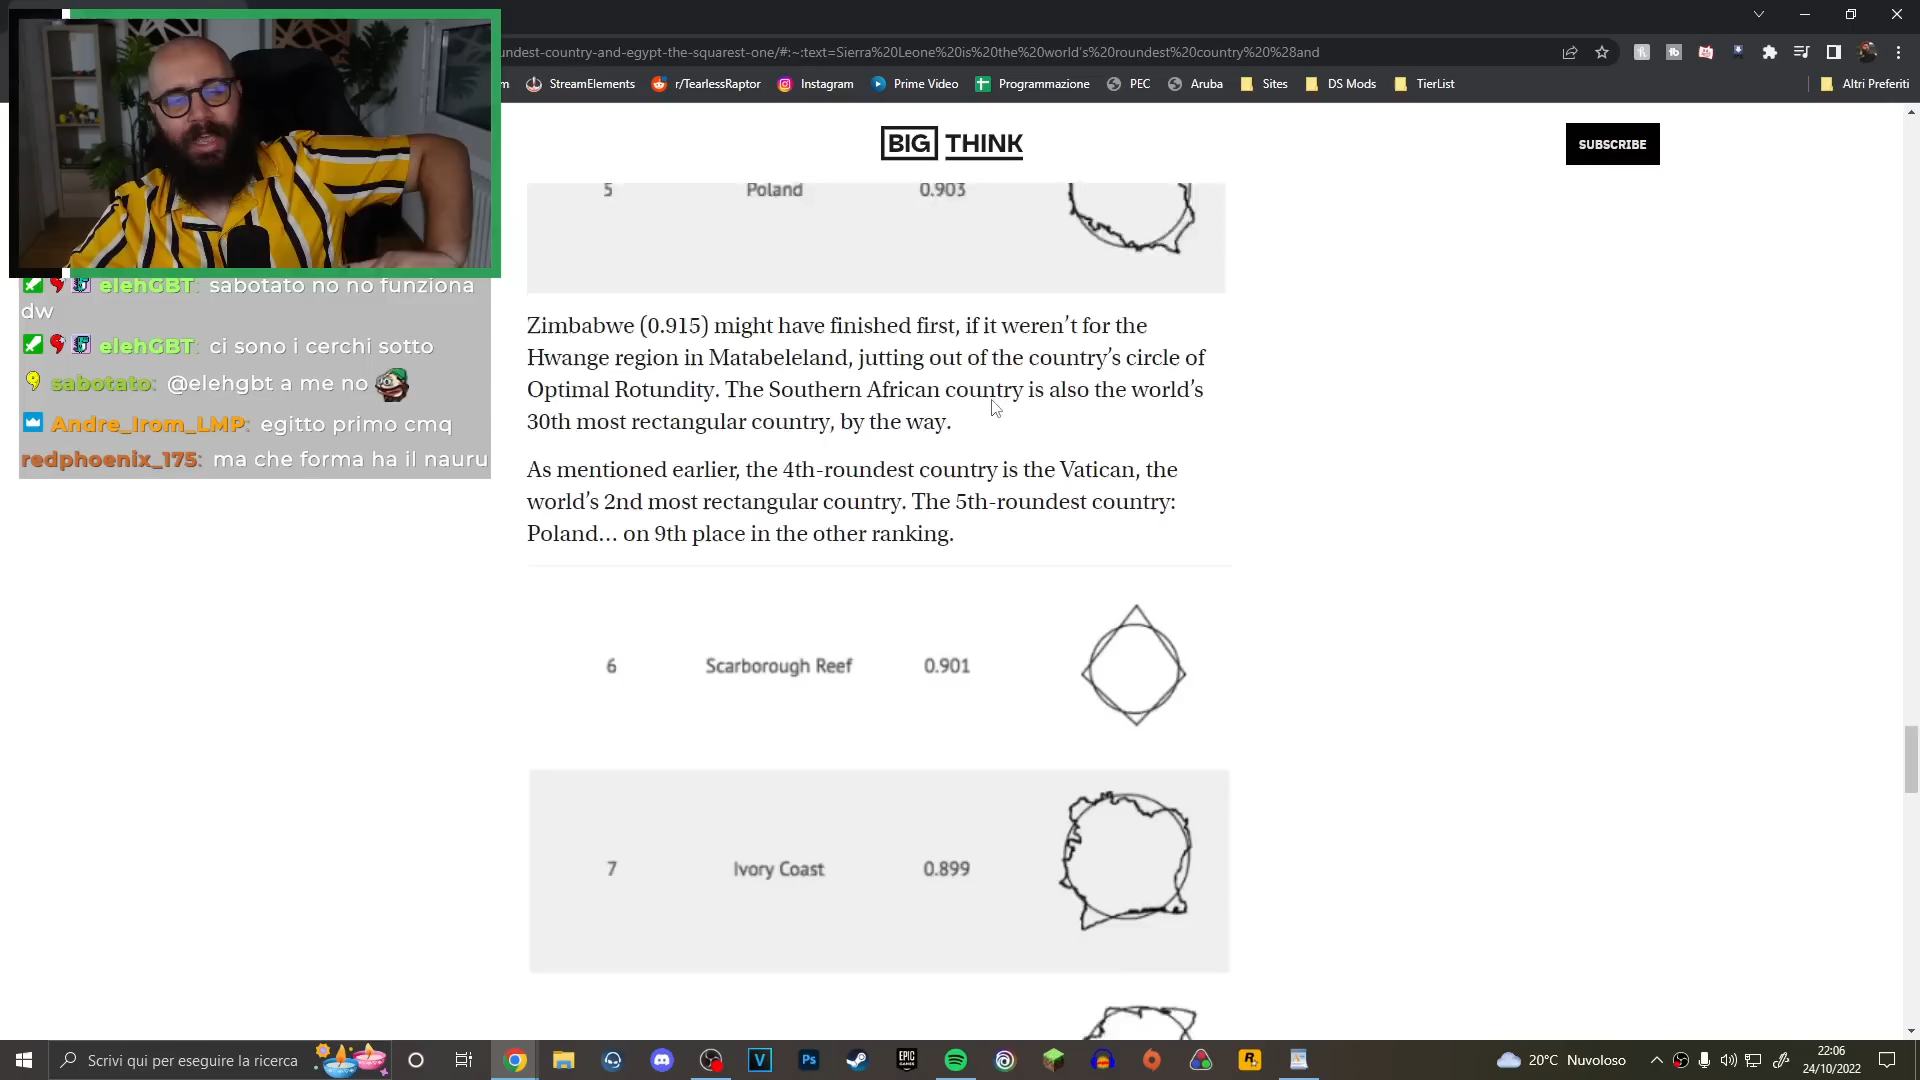 undest-country-and-egypt-the-squarest-one/#:~:text=Sierra%20Leone%20is%20the%20world's%20roundest%20country%20%28and
m StreamElements r/TearlessRaptor Instagram Prime Video Programmazione PEC Aruba Sites DS Mods TierList Altri Preferiti
BIG THINK
SUBSCRIBE
5 Poland 0.903
elehGBT: sabotato no no funziona
dw
elehGBT: ci sono i cerchi sotto
sabotato: @elehgbt a me no
Andre_Irom_LMP: egitto primo cmq
redphoenix_175: ma che forma ha il nauru
Zimbabwe (0.915) might have finished first, if it weren't for the
Hwange region in Matabeleland, jutting out of the country's circle of
Optimal Rotundity. The Southern African country is also the world's
30th most rectangular country, by the way.
As mentioned earlier, the 4th-roundest country is the Vatican, the
world's 2nd most rectangular country. The 5th-roundest country:
Poland… on 9th place in the other ranking.
6 Scarborough Reef 0.901
7 Ivory Coast 0.899
Scrivi qui per eseguire la ricerca
V
Ps
EPIC
GAMES
R
20°C Nuvoloso
22:06
24/10/2022